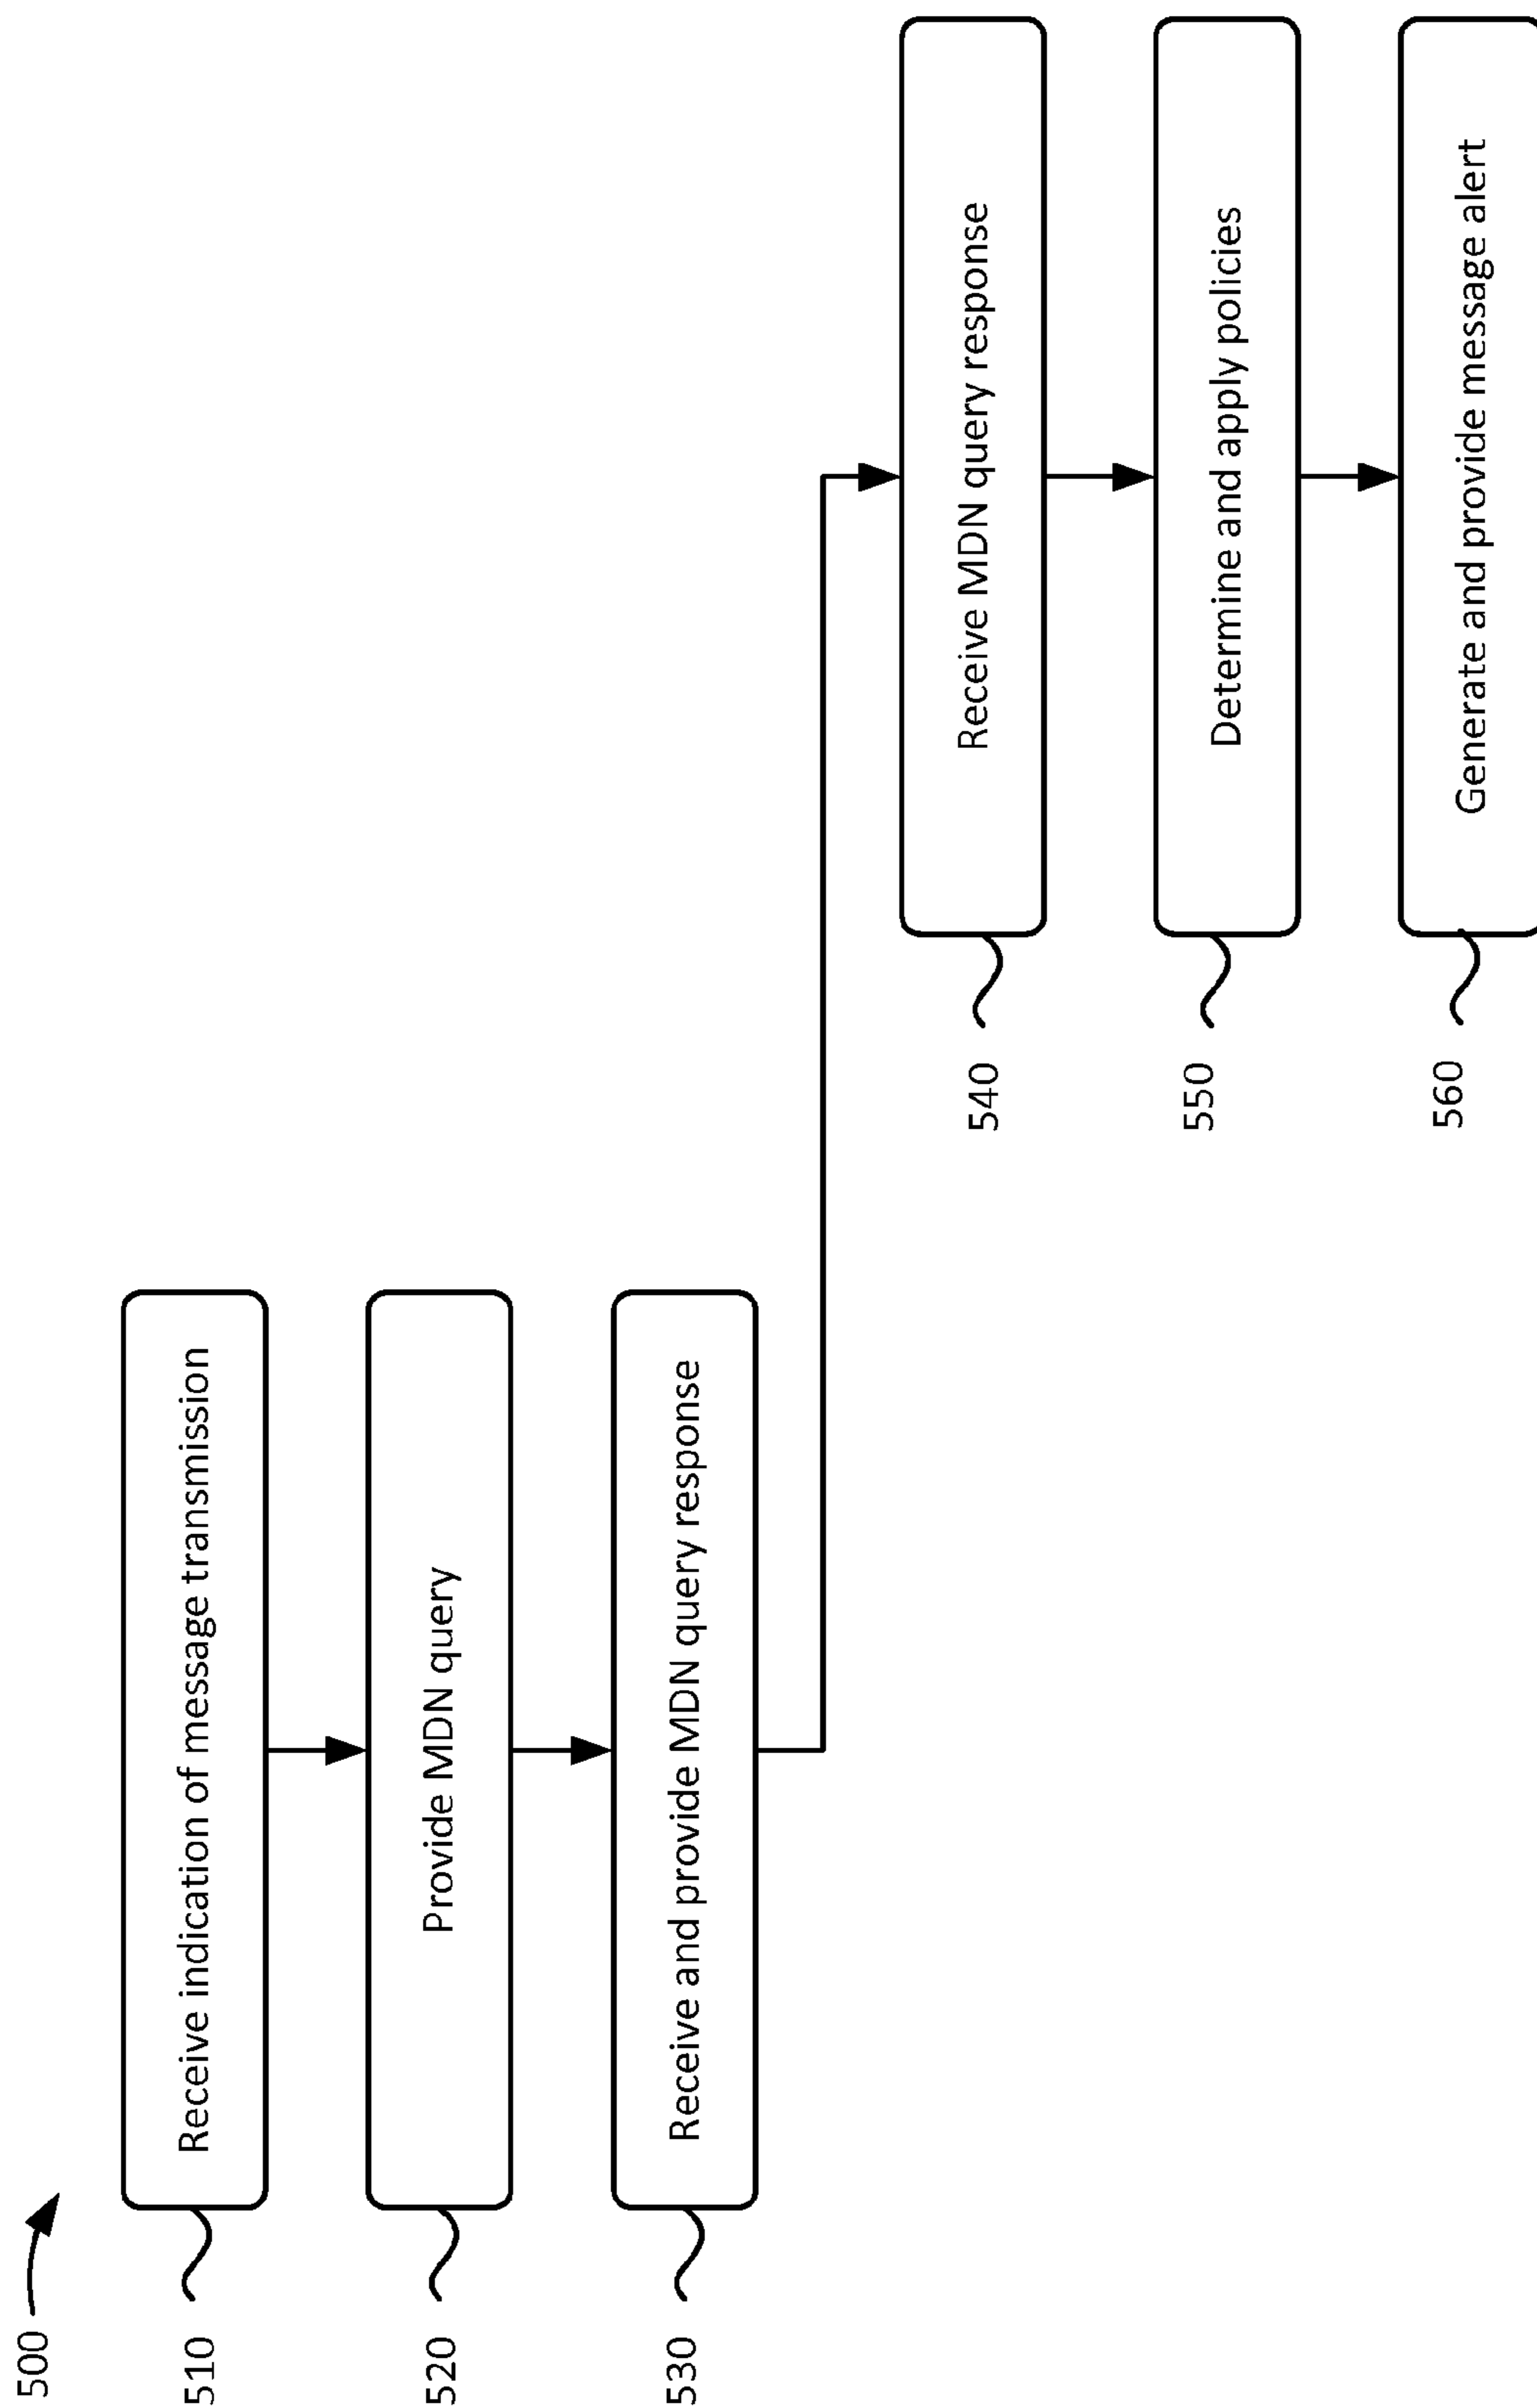 500
510
Receive indication of message transmission
520
Provide MDN query
530
Receive and provide MDN query response
540
Receive MDN query response
550
Determine and apply policies
560
Generate and provide message alert